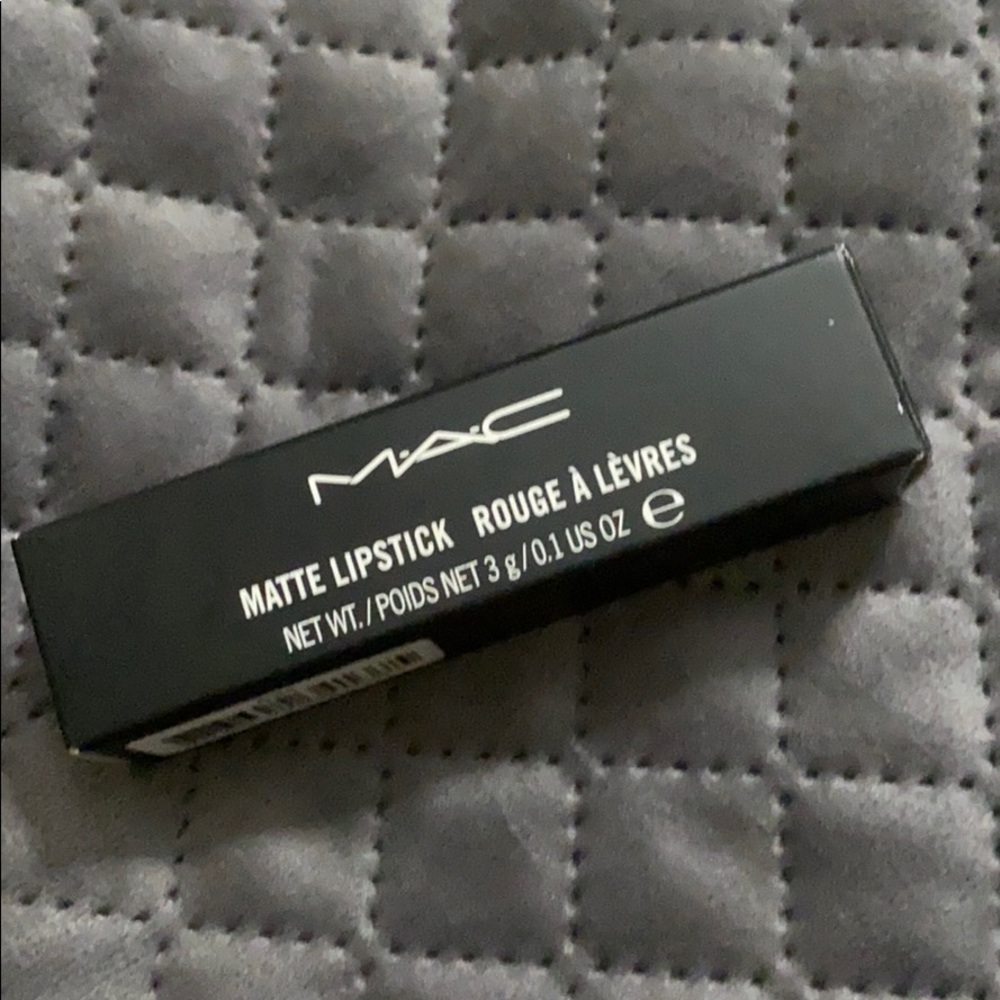 M·A·C
MATTE LIPSTICK ROUGE À LÈVRES
NET WT. / POIDS NET 3 g / 0.1 US OZ ℮